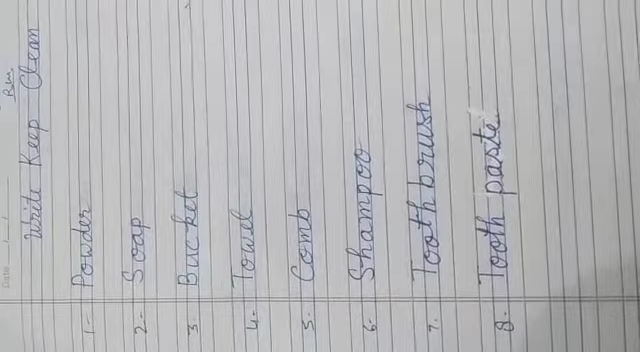 Date
Write Keep Clean
1- Powder
2- Soap
3- Bucket
4- Towel
5- Comb
6- Shampoo
7- Toothbrush
8- Tooth paste